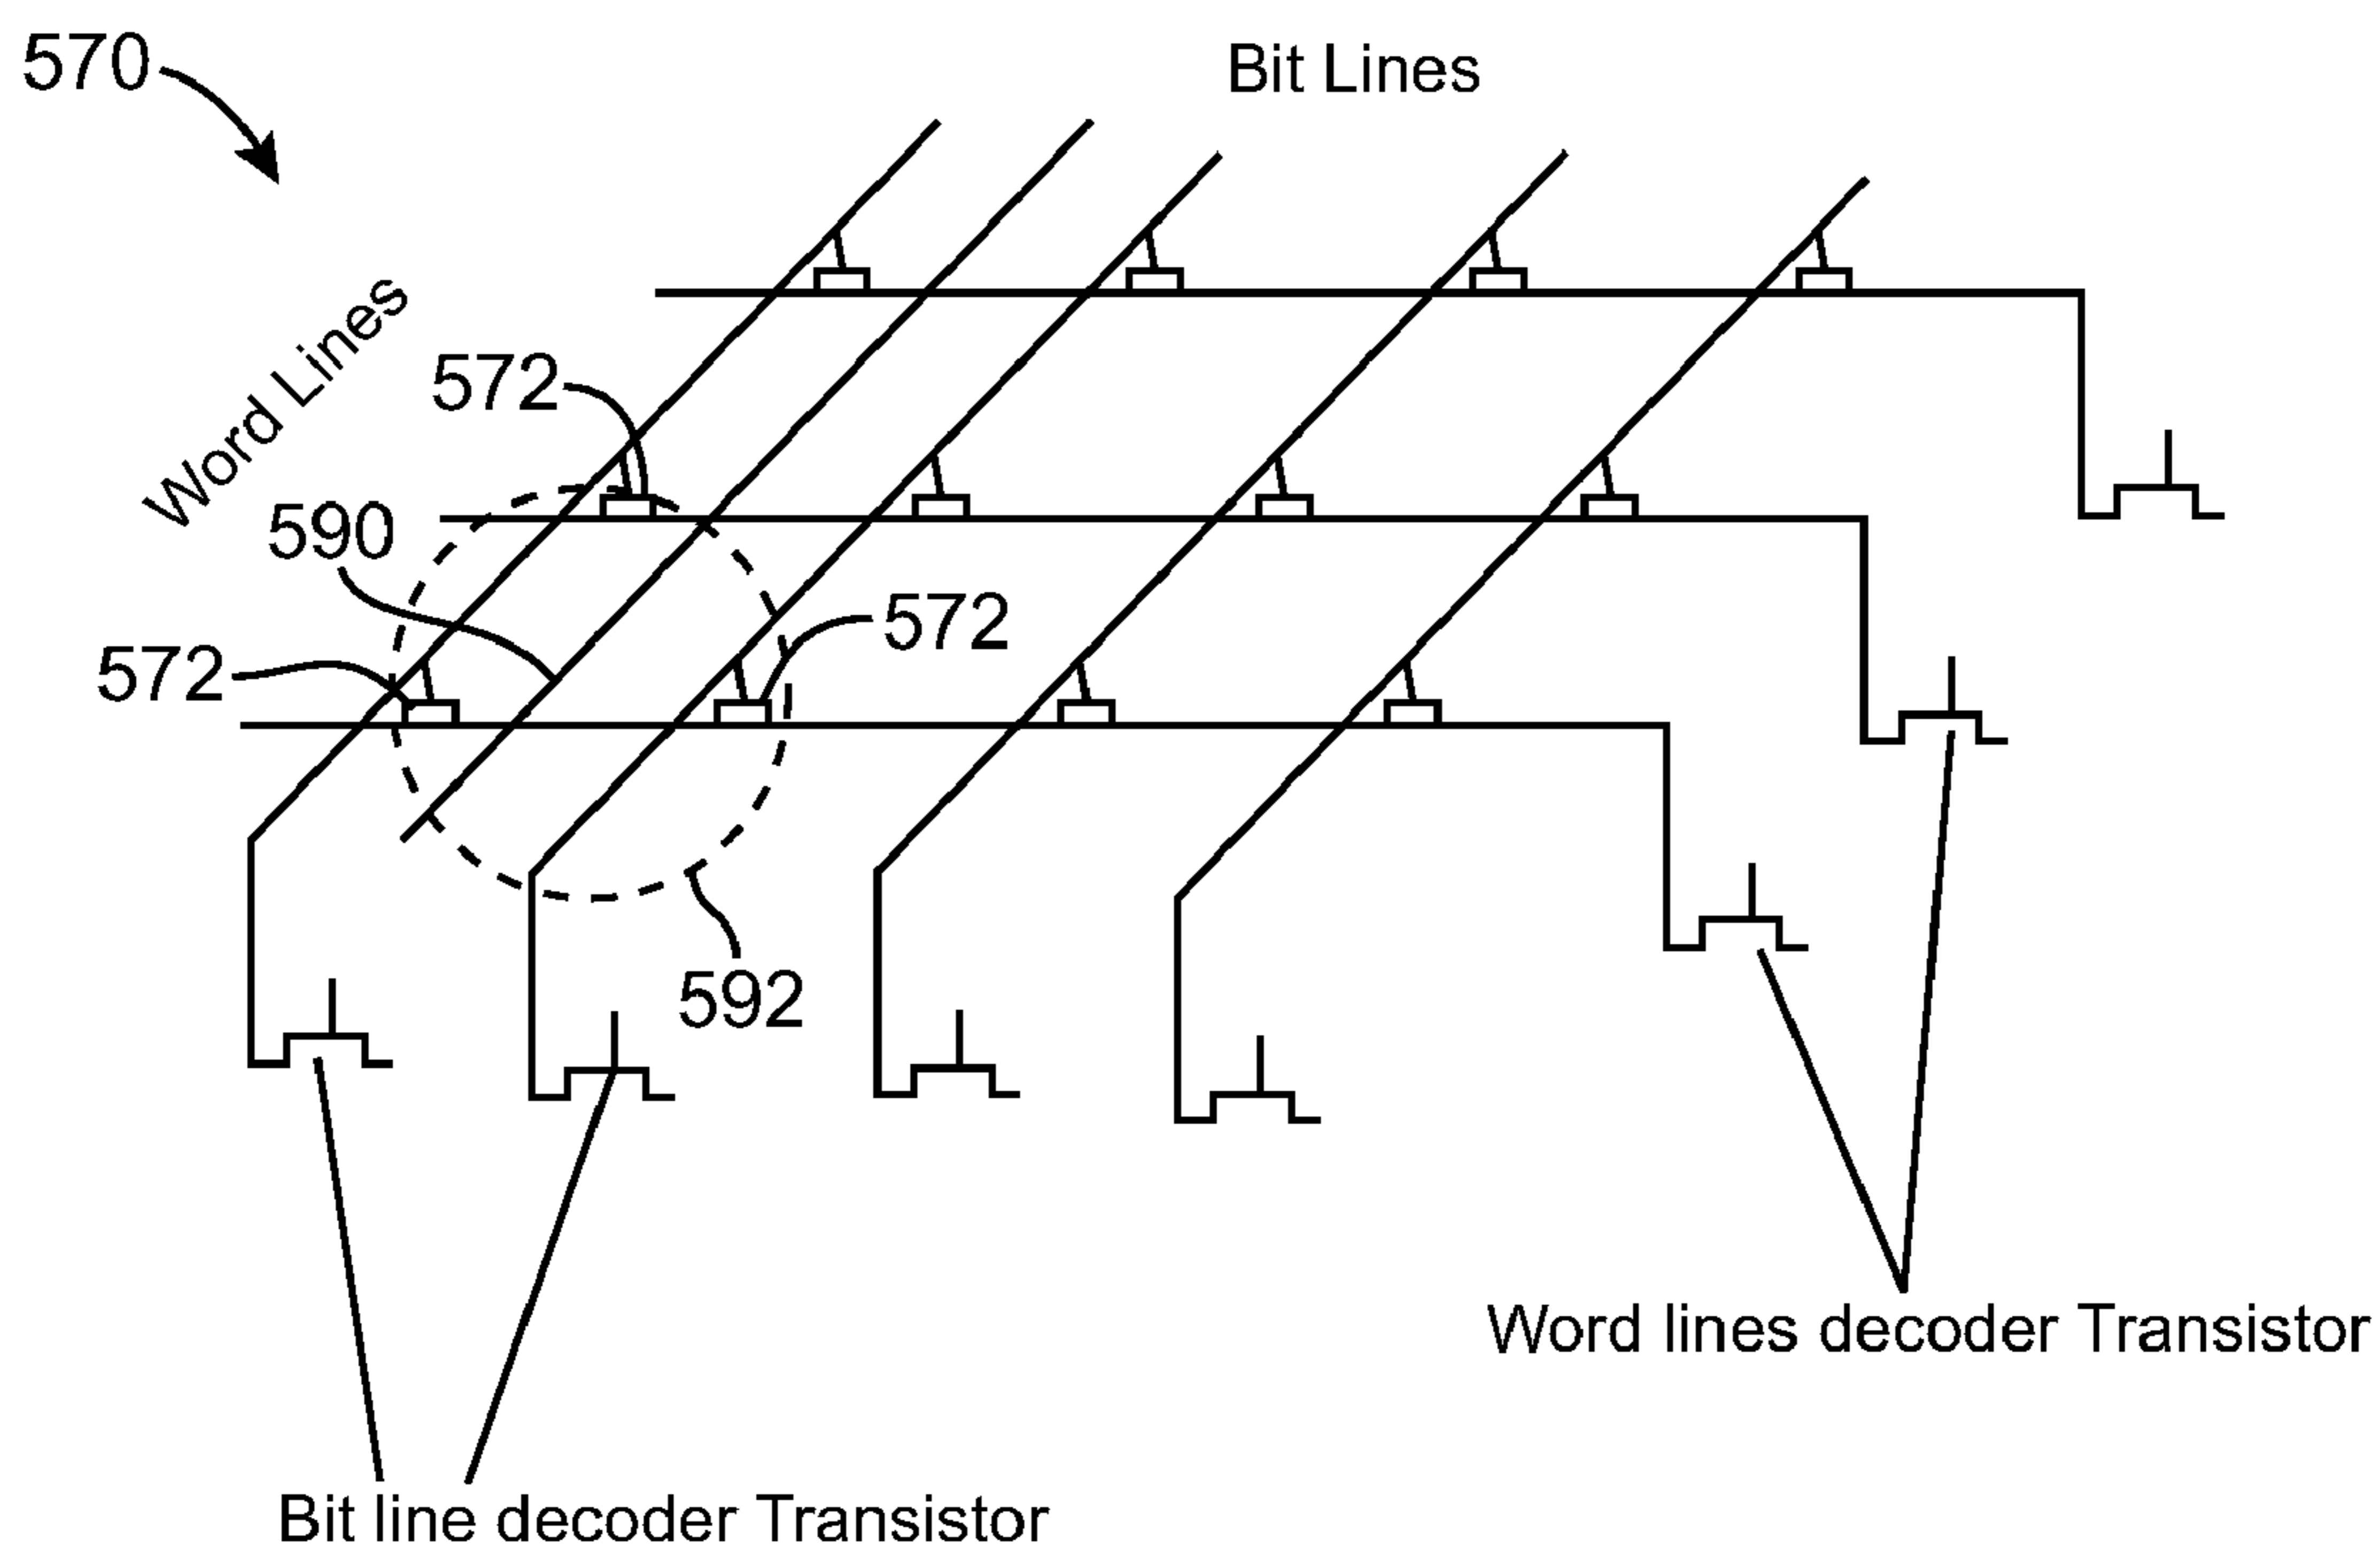 570
Bit Lines
Word Lines
572
590
572
572
592
Word lines decoder Transistor
Bit line decoder Transistor